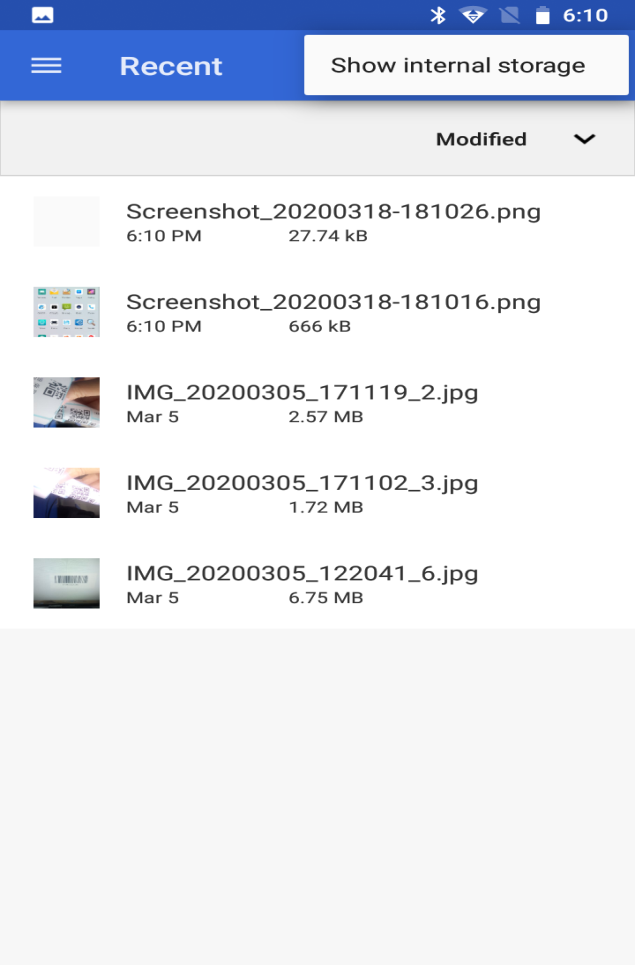 6:10
Recent
Show internal storage
Modified
Screenshot_20200318-181026.png
6:10 PM 27.74 kB
Screenshot_20200318-181016.png
6:10 PM 666 kB
IMG_20200305_171119_2.jpg
Mar 5 2.57 MB
IMG_20200305_171102_3.jpg
Mar 5 1.72 MB
IMG_20200305_122041_6.jpg
Mar 5 6.75 MB